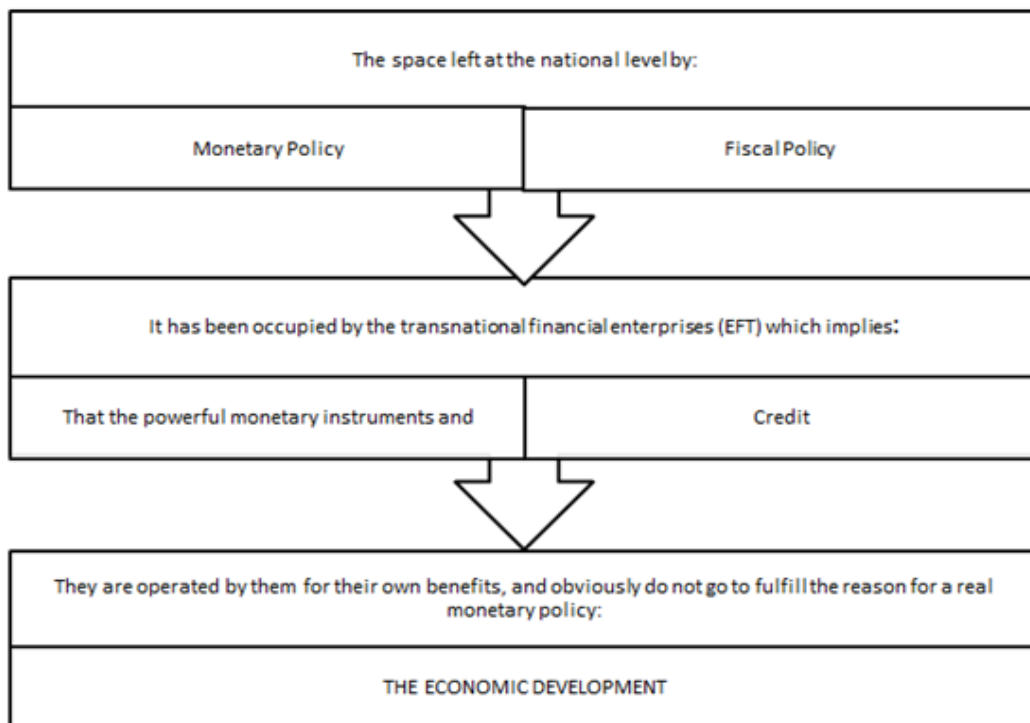 The space left at the national level by:
Monetary Policy
Fiscal Policy
It has been occupied by the transnational financial enterprises (EFT) which implies:
That the powerful monetary instruments and
Credit
They are operated by them for their own benefits, and obviously do not go to fulfill the reason for a real
monetary policy:
THE ECONOMIC DEVELOPMENT